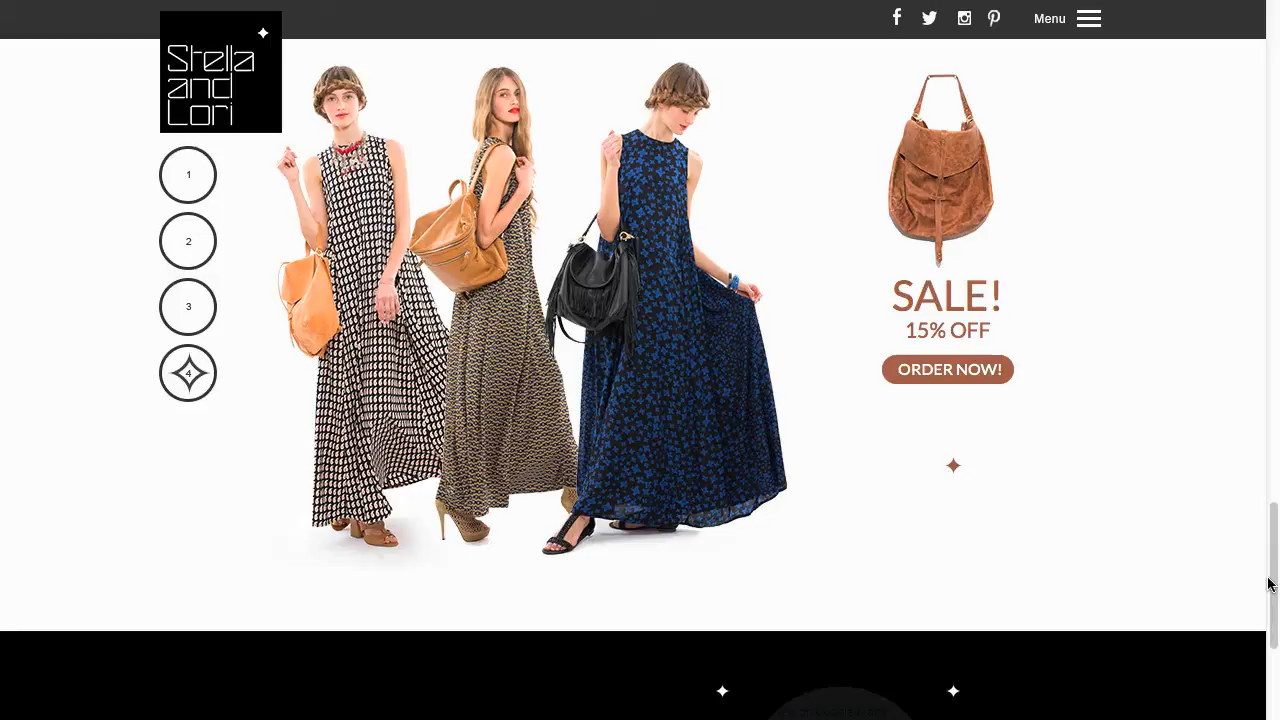 Menu
Stella
and
Lori
1
2
3
4
SALE!
15% OFF
ORDER NOW!